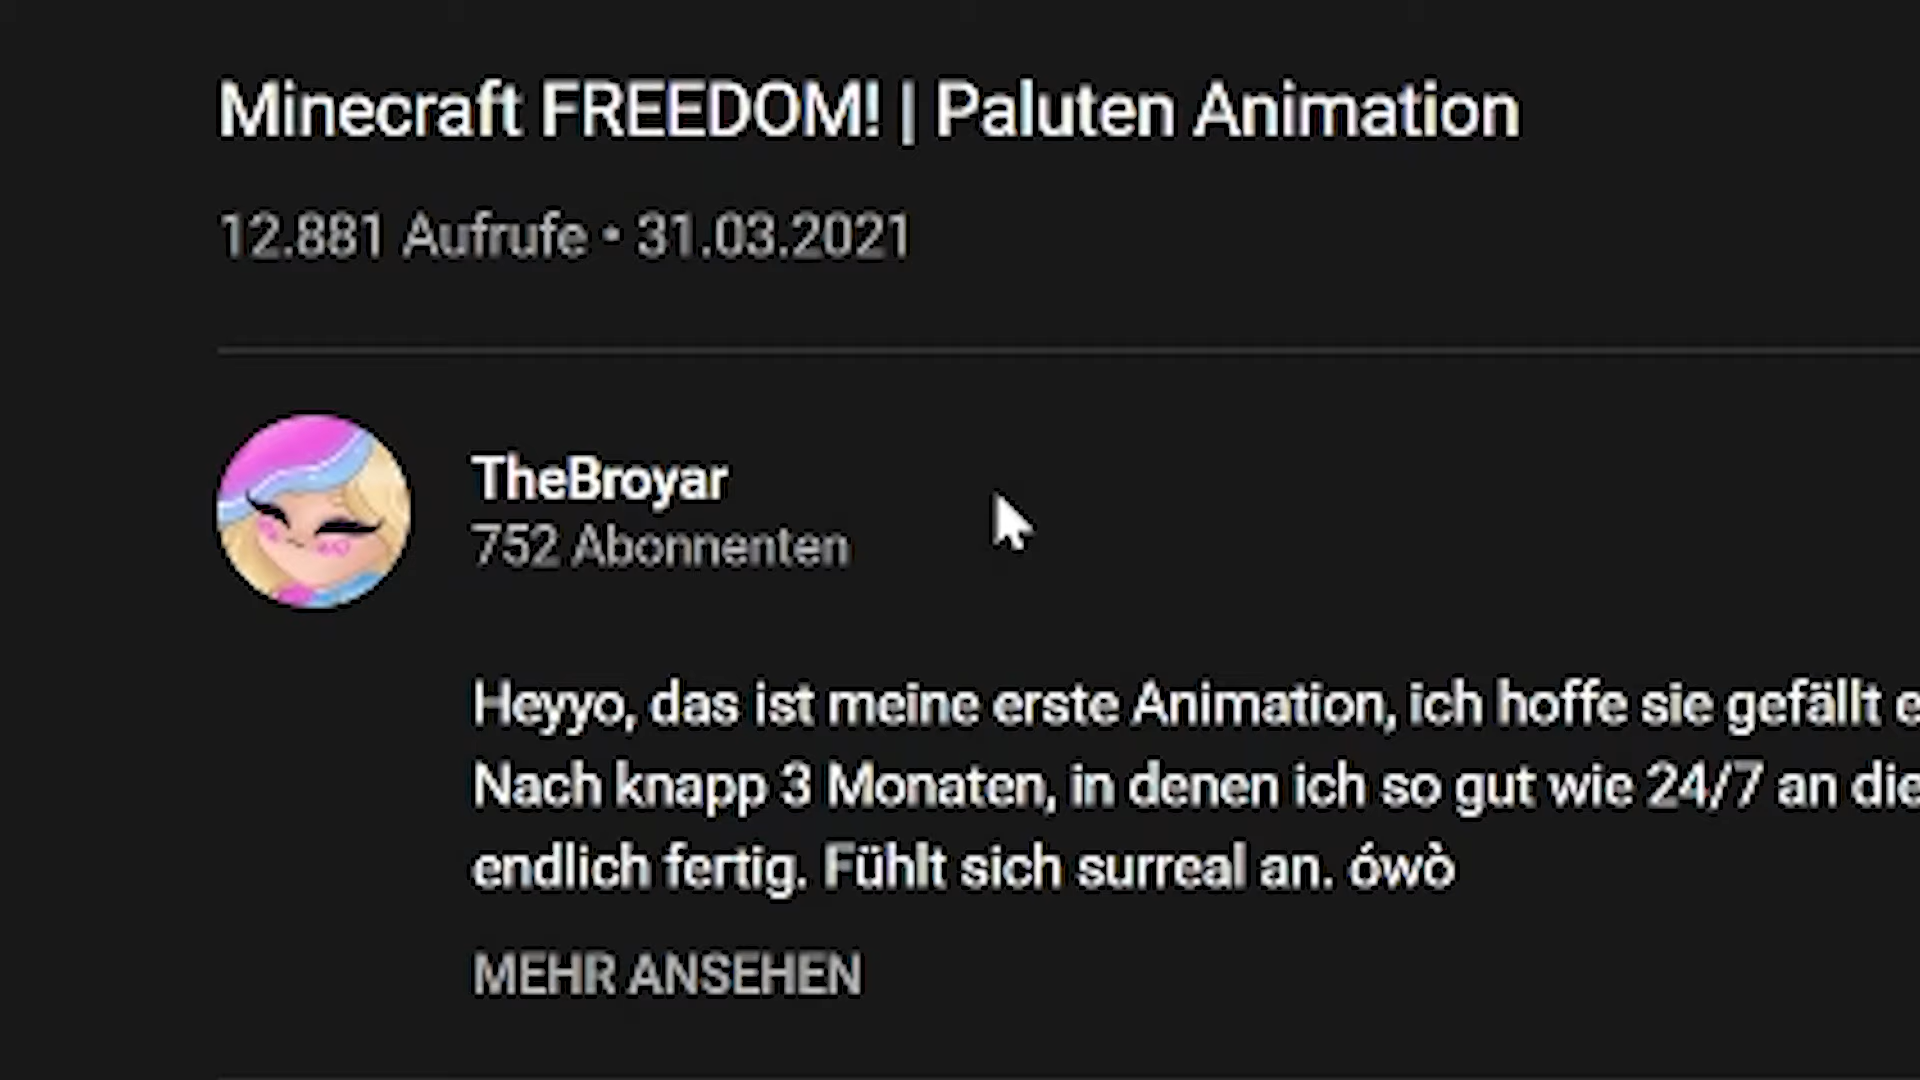 Minecraft FREEDOM! | Paluten Animation
12.881 Aufrufe • 31.03.2021
TheBroyar
752 Abonnenten
Heyyo, das ist meine erste Animation, ich hoffe sie gefällt
Nach knapp 3 Monaten, in denen ich so gut wie 24/7 an
endlich fertig. Fühlt sich surreal an. ówò
MEHR ANSEHEN